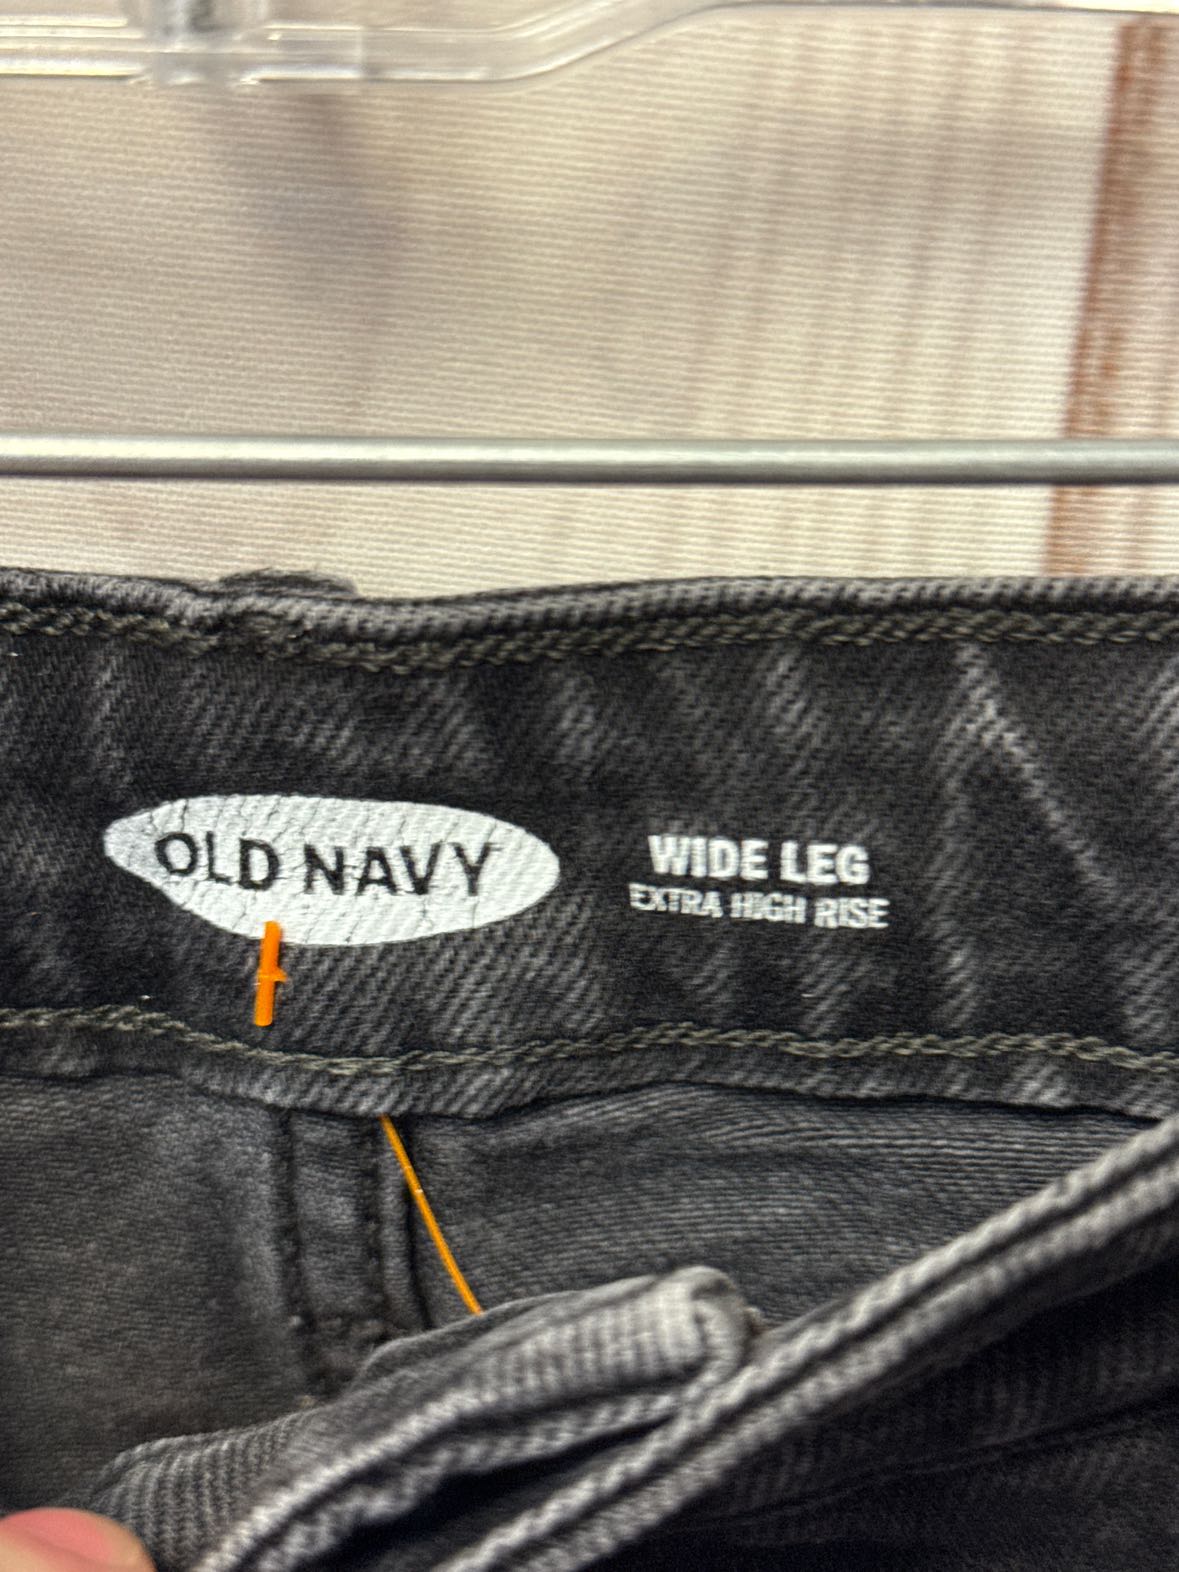 OLD NAVY
WIDE LEG
EXTRA HIGH RISE